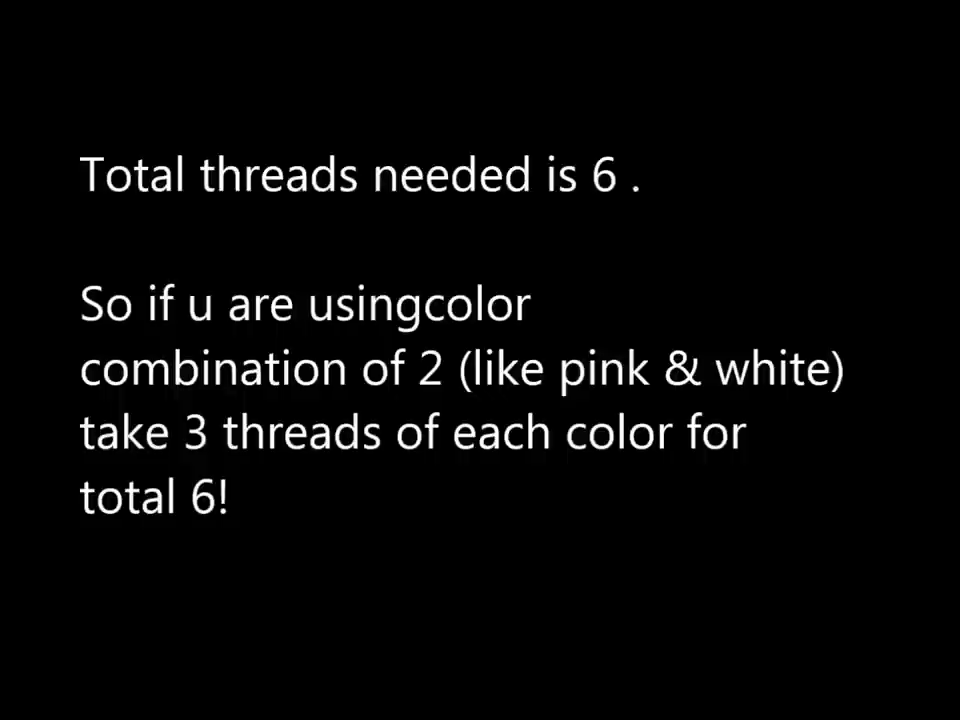 Total threads needed is 6 .
So if u are usingcolor
combination of 2 (like pink & white)
take 3 threads of each color for
total 6!